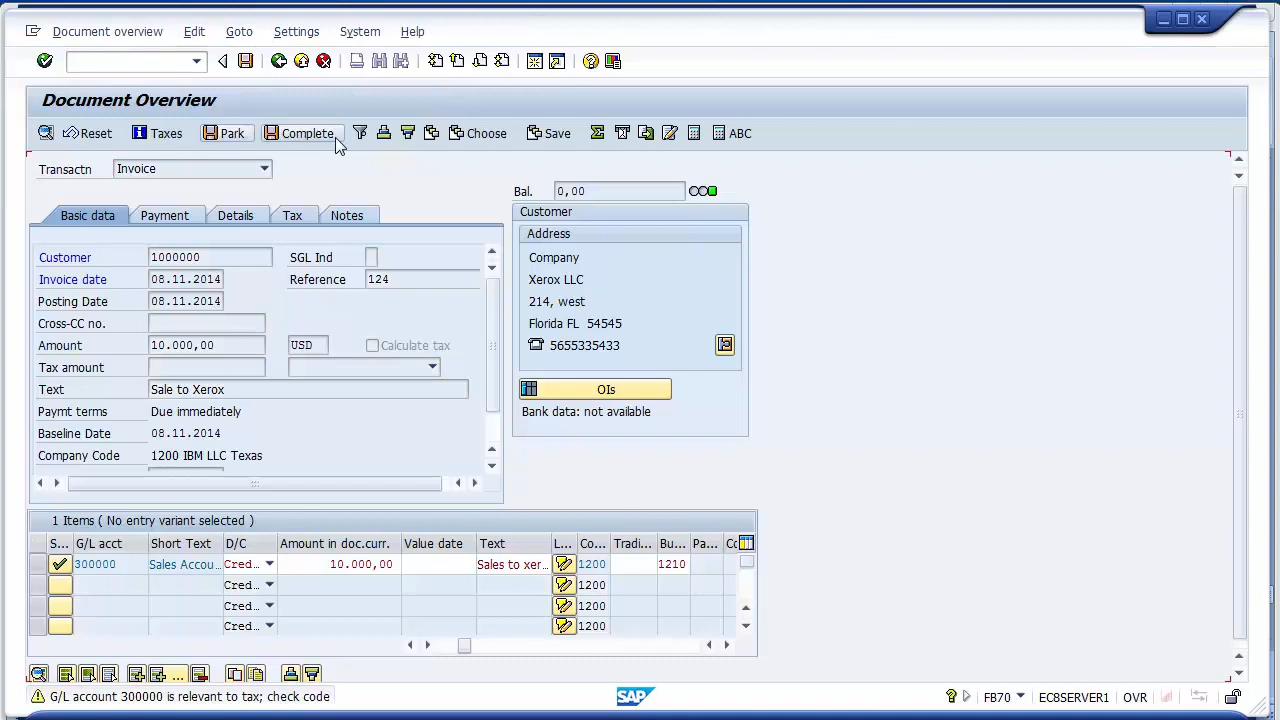 Document overview Edit Goto Settings System Help
Document Overview
Reset Taxes Park Complete Choose Save ABC
Transactn Invoice
Bal. 0,00
Basic data Payment Details Tax Notes
Customer 1000000 SGL Ind
Invoice date 08.11.2014 Reference 124
Posting Date 08.11.2014
Cross-CC no.
Amount 10.000,00 USD Calculate tax
Tax amount
Text Sale to Xerox
Paymt terms Due immediately
Baseline Date 08.11.2014
Company Code 1200 IBM LLC Texas
Customer
Address
Company
Xerox LLC
214, west
Florida FL 54545
5655335433
OIs
Bank data: not available
1 Items ( No entry variant selected )
S... G/L acct Short Text D/C Amount in doc.curr. Value date Text L... Co... Tradi... Bu... Pa...
300000 Sales Accou... Cred... 10.000,00 Sales to xer... 1200 1210
Cred... 1200
Cred... 1200
Cred... 1200
G/L account 300000 is relevant to tax; check code
SAP
FB70 EC8SERVER1 OVR